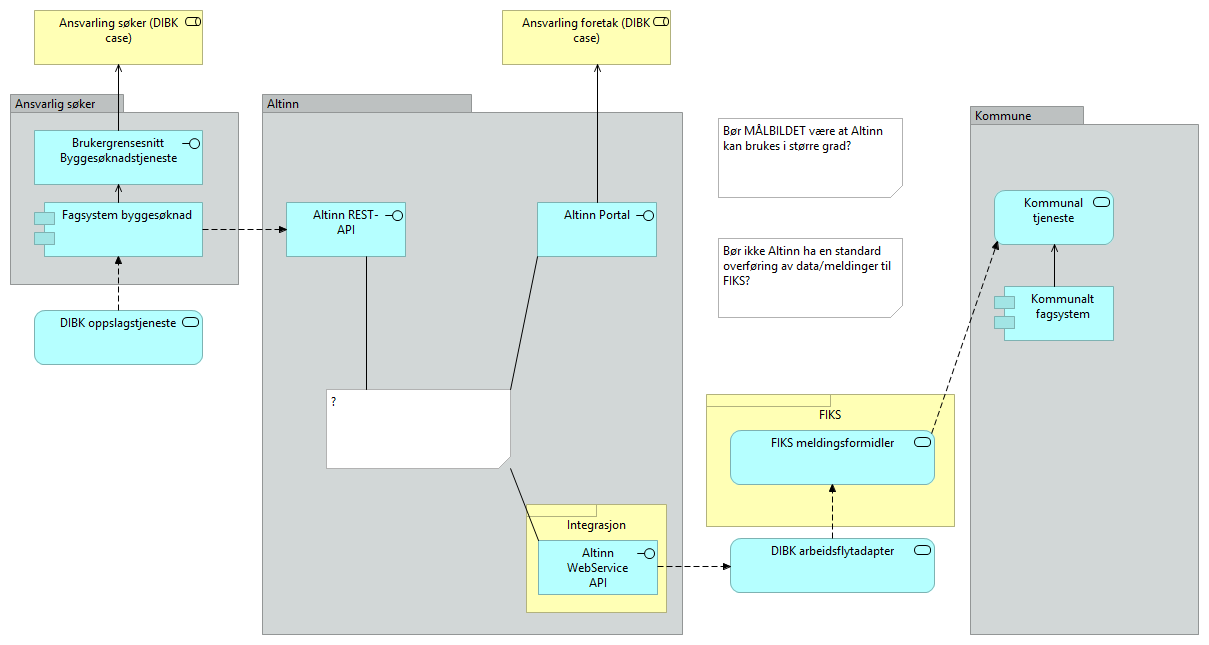 Ansvarling søker (DIBK
case)
Ansvarling foretak (DIBK
case)
Ansvarlig søker
Altinn
Kommune
Brukergrensesnitt
Byggesøknadstjeneste
Bør MÅLBILDET være at Altinn
kan brukes i større grad?
Fagsystem byggesøknad
Altinn REST-
API
Altinn Portal
Kommunal
tjeneste
Bør ikke Altinn ha en standard
overføring av data/meldinger til
FIKS?
Kommunalt
fagsystem
DIBK oppslagstjeneste
?
FIKS
FIKS meldingsformidler
Integrasjon
Altinn
WebService
API
DIBK arbeidsflytadapter